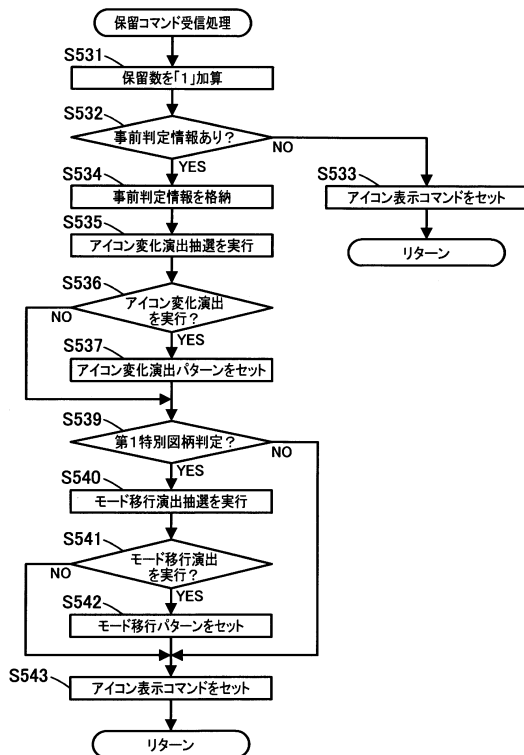 保留コマンド受信処理
S531
保留数を「1」加算
S532
事前判定情報あり?
NO
YES
S533
アイコン表示コマンドをセット
リターン
S534
事前判定情報を格納
S535
アイコン変化演出抽選を実行
S536
アイコン変化演出
を実行?
NO
YES
S537
アイコン変化演出パターンをセット
S539
第1特別図柄判定?
NO
YES
S540
モード移行演出抽選を実行
S541
モード移行演出
を実行?
NO
YES
S542
モード移行パターンをセット
S543
アイコン表示コマンドをセット
リターン